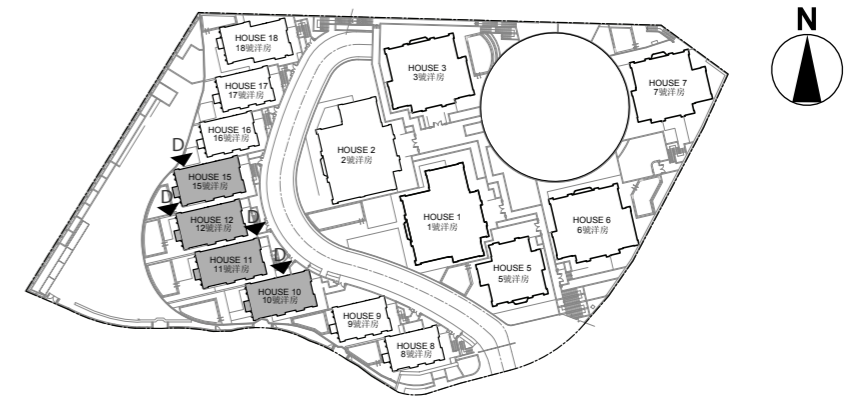 N
HOUSE 18
18號洋房
HOUSE 3
3號洋房
HOUSE 7
7號洋房
HOUSE 17
17號洋房
HOUSE 16
16號洋房
D
HOUSE 2
2號洋房
HOUSE 15
15號洋房
D
HOUSE 12
12號洋房
D
HOUSE 1
1號洋房
HOUSE 6
6號洋房
HOUSE 11
11號洋房
D
HOUSE 5
5號洋房
HOUSE 10
10號洋房
HOUSE 9
9號洋房
HOUSE 8
8號洋房